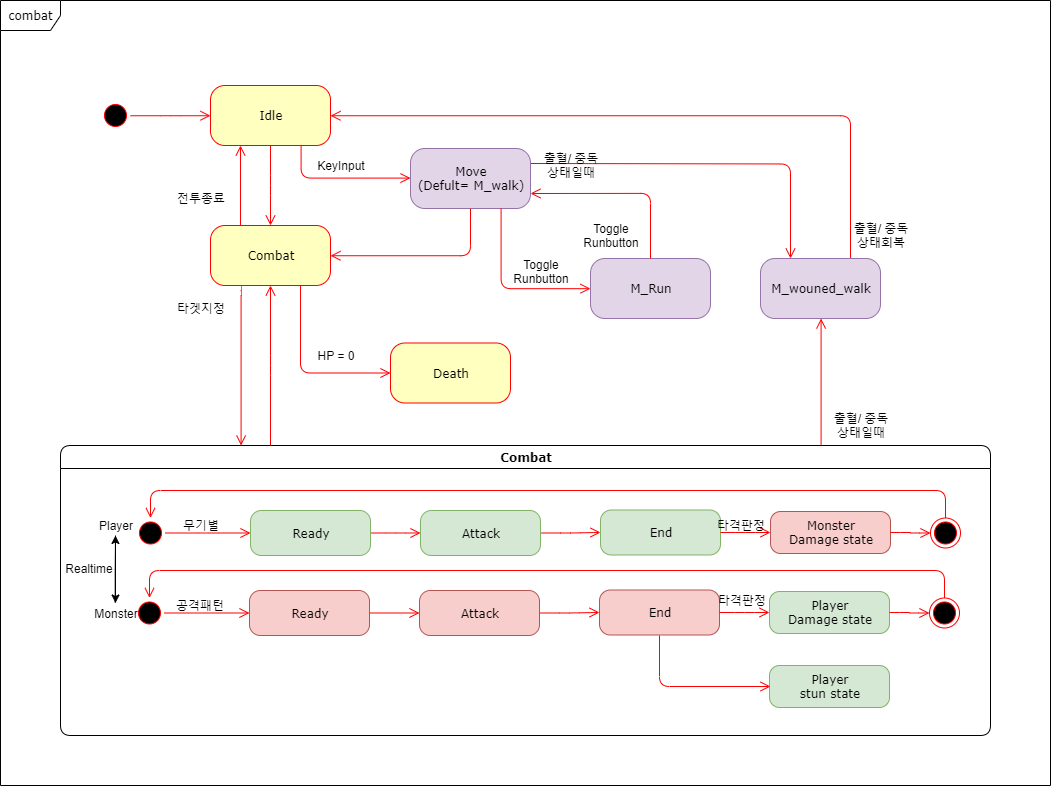 combat
Idle
KeyInput
Move
(Defult= M_walk)
출혈/ 중독
상태일때
전투종료
Toggle
Runbutton
출혈/ 중독
상태회복
Combat
Toggle
Runbutton
M_Run
M_wouned_walk
타겟지정
HP = 0
Death
출혈/ 중독
상태일때
Combat
Player
무기별
Ready
Attack
End
타격판정
Monster
Damage state
Realtime
Monster
공격패턴
Ready
Attack
End
타격판정
Player
Damage state
Player
stun state